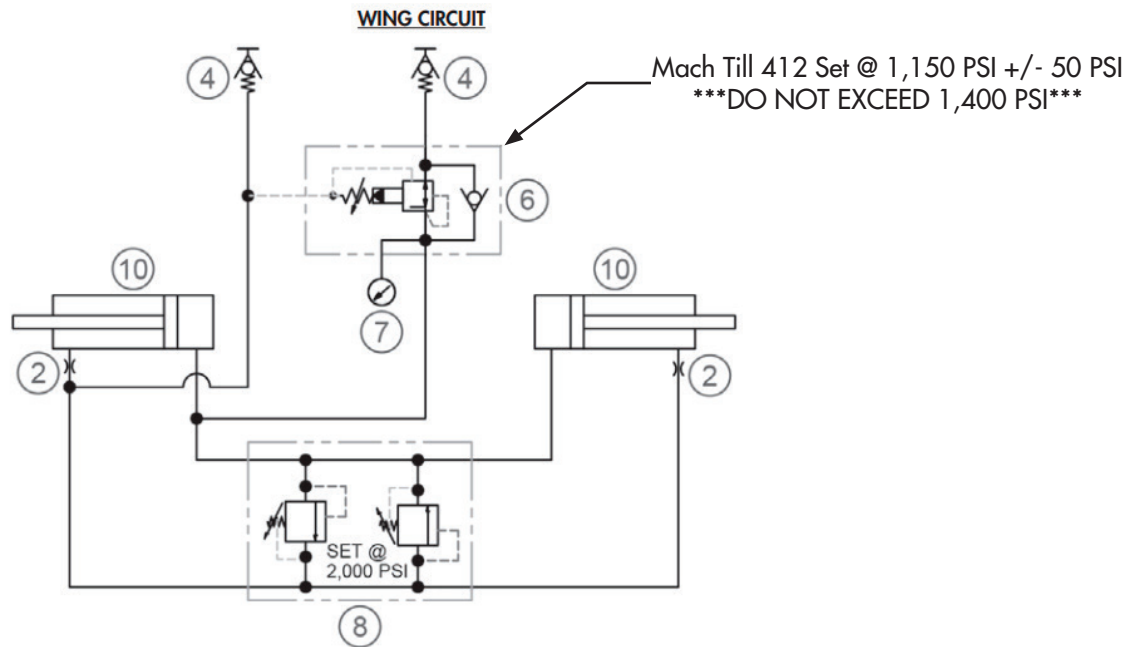 WING CIRCUIT
4
4
Mach Till 412 Set @ 1,150 PSI +/- 50 PSI
***DO NOT EXCEED 1,400 PSI***
6
10
10
7
2
2
SET @
2,000 PSI
8